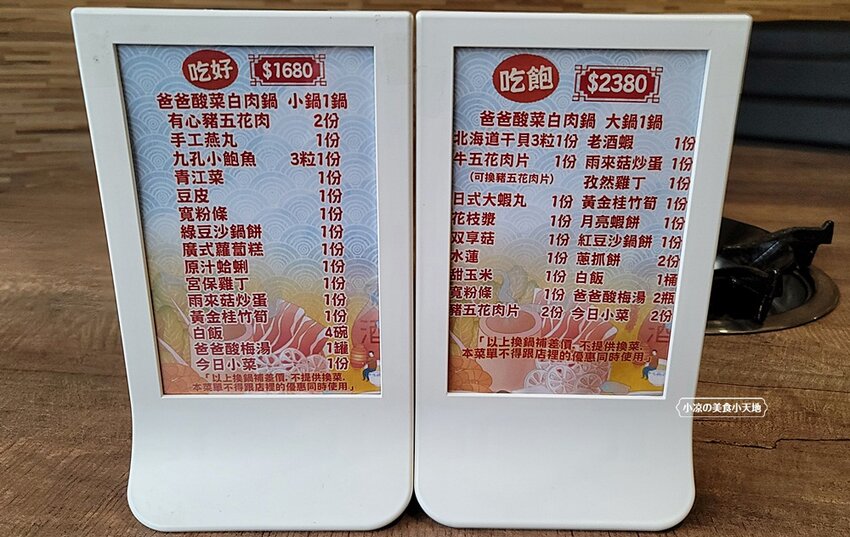 吃好 $1680
爸爸酸菜白肉鍋 小鍋1鍋
有心豬五花肉 2份
手工燕丸 1份
九孔小鮑魚 3粒1份
青江菜 1份
豆皮 1份
寬粉條 1份
綠豆沙鍋餅 1份
廣式蘿蔔糕 1份
原汁蛤蜊 1份
宮保雞丁 1份
雨來菇炒蛋 1份
黃金桂竹筍 1份
白飯 4碗
爸爸酸梅湯 1罐
今日小菜 1份
「以上換鍋補差價.不提供換菜.
本菜單不得跟店裡的優惠同時使用」
吃飽 $2380
爸爸酸菜白肉鍋 大鍋1鍋
北海道干貝3粒1份 老酒蝦 1份
牛五花肉片 1份 雨來菇炒蛋 1份
(可換豬五花肉片) 孜然雞丁 1份
日式大蝦丸 1份 黃金桂竹筍 1份
花枝漿 1份 月亮蝦餅 1份
双享菇 1份 紅豆沙鍋餅 1份
水蓮 1份 蔥抓餅 2份
甜玉米 1份 白飯 1桶
寬粉條 1份 爸爸酸梅湯 2瓶
豬五花肉片 2份 今日小菜 2份
「以上換鍋補差價.不提供換菜.
本菜單不得跟店裡的優惠同時使用」
酒
小凉の美食小天地